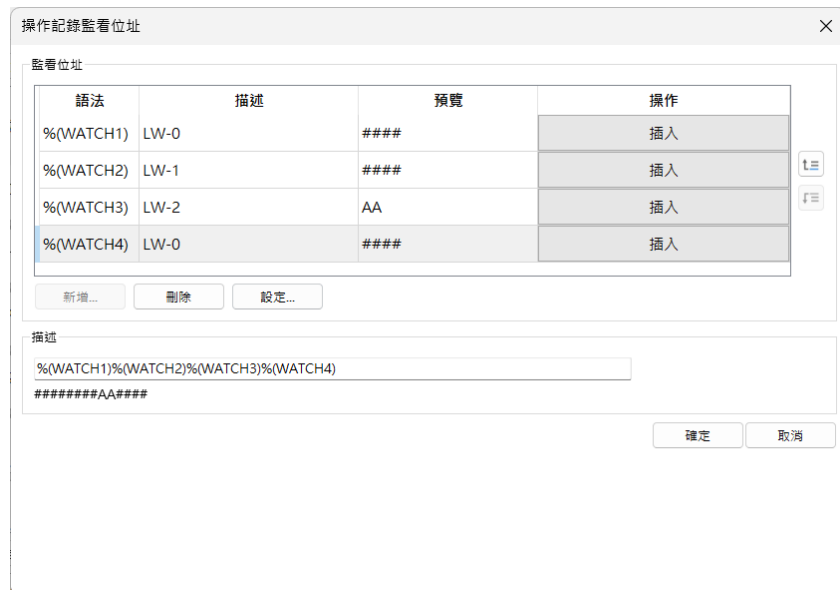 操作記錄監看位址
監看位址
語法 描述 預覽 操作
%(WATCH1) LW-0 #### 插入
%(WATCH2) LW-1 #### 插入
%(WATCH3) LW-2 AA 插入
%(WATCH4) LW-0 #### 插入
新增... 刪除 設定...
描述
%(WATCH1)%(WATCH2)%(WATCH3)%(WATCH4)
########AA####
確定 取消